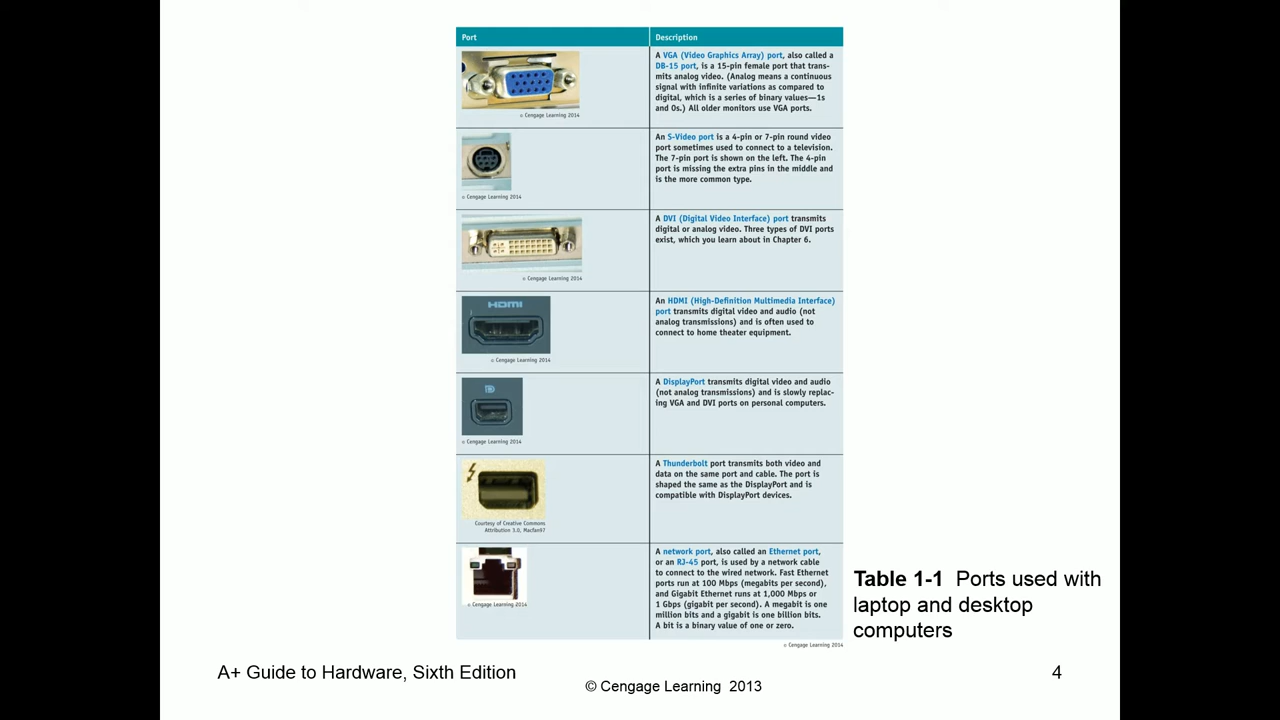 Port Description
A VGA (Video Graphics Array) port, also called a
DB-15 port, is a 15-pin female port that trans-
mits analog video. (Analog means a continuous
signal with infinite variations as compared to
digital, which is a series of binary values—1s
and 0s.) All older monitors use VGA ports.
© Cengage Learning 2014
An S-Video port is a 4-pin or 7-pin round video
port sometimes used to connect to a television.
The 7-pin port is shown on the left. The 4-pin
port is missing the extra pins in the middle and
is the more common type.
© Cengage Learning 2014
A DVI (Digital Video Interface) port transmits
digital or analog video. Three types of DVI ports
exist, which you learn about in Chapter 6.
© Cengage Learning 2014
HDMI
An HDMI (High-Definition Multimedia Interface)
port transmits digital video and audio (not
analog transmissions) and is often used to
connect to home theater equipment.
© Cengage Learning 2014
A DisplayPort transmits digital video and audio
(not analog transmissions) and is slowly replac-
ing VGA and DVI ports on personal computers.
© Cengage Learning 2014
A Thunderbolt port transmits both video and
data on the same port and cable. The port is
shaped the same as the DisplayPort and is
compatible with DisplayPort devices.
Courtesy of Creative Commons
Attribution 3.0, Macfan97
A network port, also called an Ethernet port,
or an RJ-45 port, is used by a network cable
to connect to the wired network. Fast Ethernet
ports run at 100 Mbps (megabits per second),
and Gigabit Ethernet runs at 1,000 Mbps or
1 Gbps (gigabit per second). A megabit is one
million bits and a gigabit is one billion bits.
A bit is a binary value of one or zero.
© Cengage Learning 2014
© Cengage Learning 2014
Table 1-1 Ports used with
laptop and desktop
computers
A+ Guide to Hardware, Sixth Edition
© Cengage Learning 2013
4